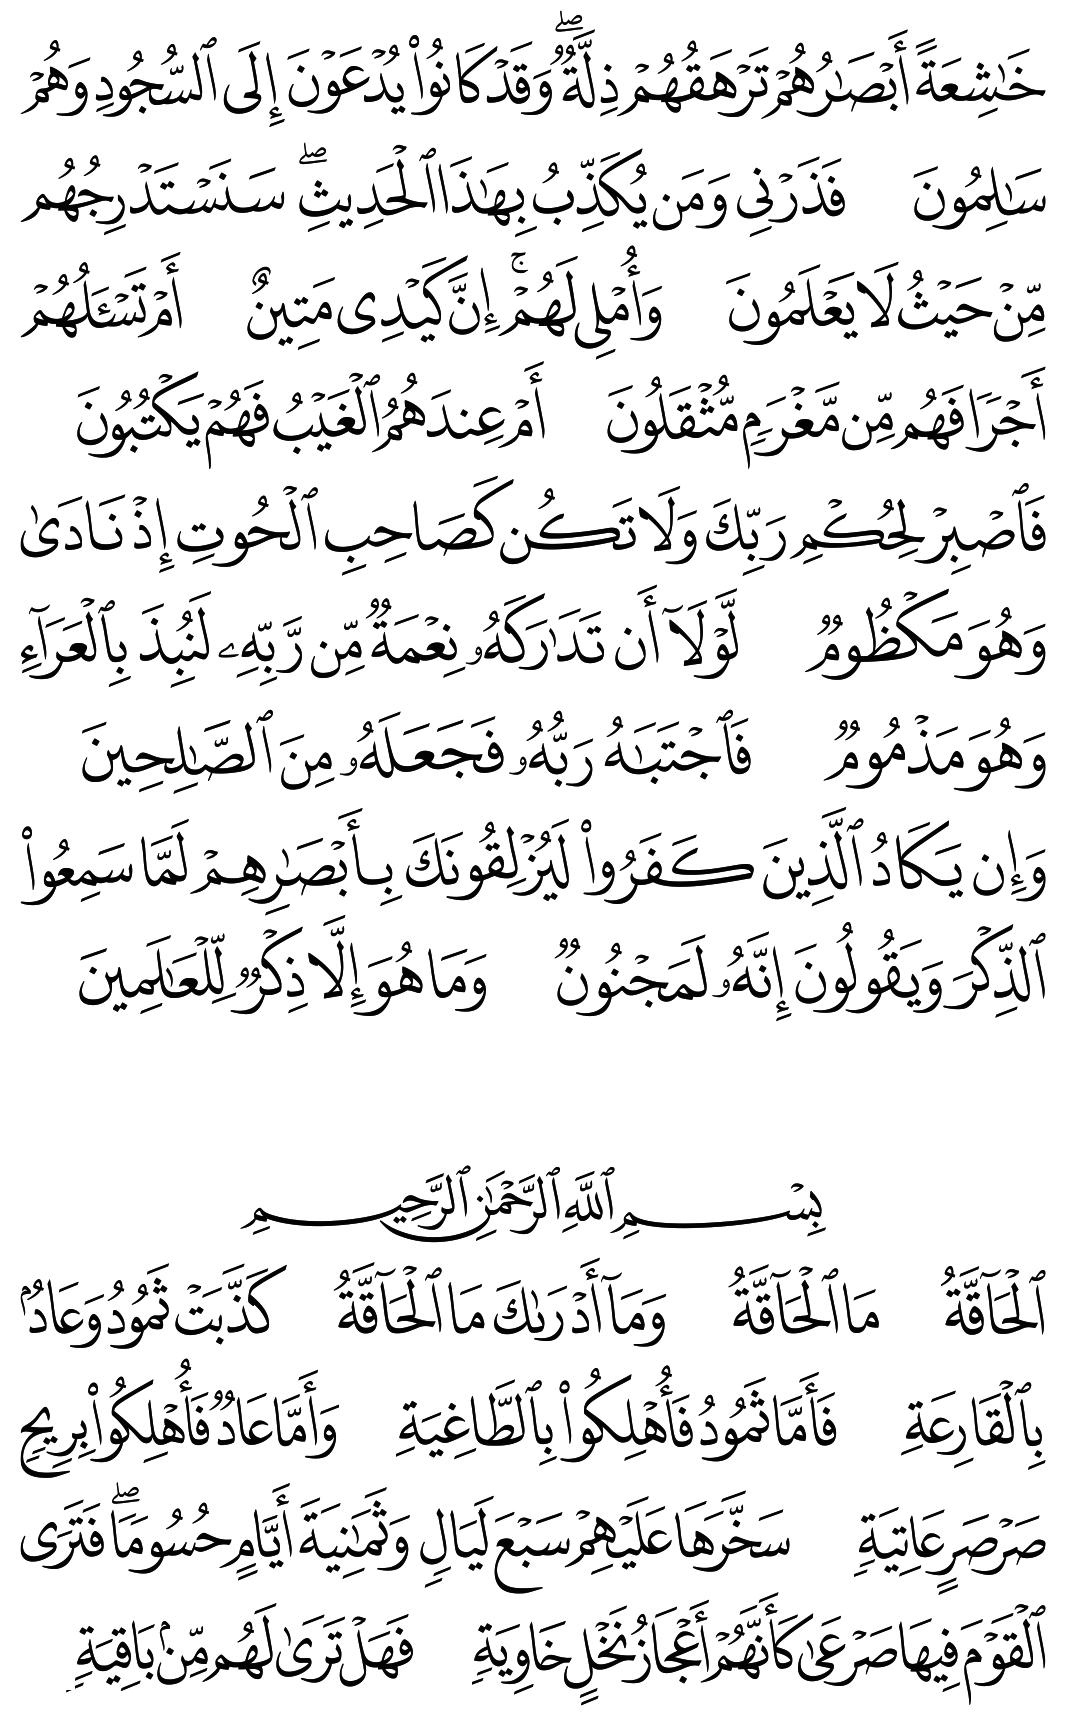 خَٰشِعَةً أَبْصَٰرُهُمْ تَرْهَقُهُمْ ذِلَّةٌ ۖ وَقَدْ كَانُوا۟ يُدْعَوْنَ إِلَى ٱلسُّجُودِ وَهُمْ
سَٰلِمُونَ فَذَرْنِى وَمَن يُكَذِّبُ بِهَٰذَا ٱلْحَدِيثِ ۖ سَنَسْتَدْرِجُهُم
مِّنْ حَيْثُ لَا يَعْلَمُونَ وَأُمْلِى لَهُمْ ۚ إِنَّ كَيْدِى مَتِينٌ أَمْ تَسْـَٔلُهُمْ
أَجْرًا فَهُم مِّن مَّغْرَمٍ مُّثْقَلُونَ أَمْ عِندَهُمُ ٱلْغَيْبُ فَهُمْ يَكْتُبُونَ
فَٱصْبِرْ لِحُكْمِ رَبِّكَ وَلَا تَكُن كَصَاحِبِ ٱلْحُوتِ إِذْ نَادَىٰ
وَهُوَ مَكْظُومٌ لَّوْلَآ أَن تَدَٰرَكَهُۥ نِعْمَةٌ مِّن رَّبِّهِۦ لَنُبِذَ بِٱلْعَرَآءِ
وَهُوَ مَذْمُومٌ فَٱجْتَبَٰهُ رَبُّهُۥ فَجَعَلَهُۥ مِنَ ٱلصَّٰلِحِينَ
وَإِن يَكَادُ ٱلَّذِينَ كَفَرُوا۟ لَيُزْلِقُونَكَ بِأَبْصَٰرِهِمْ لَمَّا سَمِعُوا۟
ٱلذِّكْرَ وَيَقُولُونَ إِنَّهُۥ لَمَجْنُونٌ وَمَا هُوَ إِلَّا ذِكْرٌ لِّلْعَٰلَمِينَ
بِسْمِ ٱللَّهِ ٱلرَّحْمَٰنِ ٱلرَّحِيمِ
ٱلْحَآقَّةُ مَا ٱلْحَآقَّةُ وَمَآ أَدْرَىٰكَ مَا ٱلْحَآقَّةُ كَذَّبَتْ ثَمُودُ وَعَادٌۢ
بِٱلْقَارِعَةِ فَأَمَّا ثَمُودُ فَأُهْلِكُوا۟ بِٱلطَّاغِيَةِ وَأَمَّا عَادٌ فَأُهْلِكُوا۟ بِرِيحٍ
صَرْصَرٍ عَاتِيَةٍ سَخَّرَهَا عَلَيْهِمْ سَبْعَ لَيَالٍ وَثَمَٰنِيَةَ أَيَّامٍ حُسُومًا ۖ فَتَرَى
ٱلْقَوْمَ فِيهَا صَرْعَىٰ كَأَنَّهُمْ أَعْجَازُ نَخْلٍ خَاوِيَةٍ فَهَلْ تَرَىٰ لَهُم مِّنۢ بَاقِيَةٍ